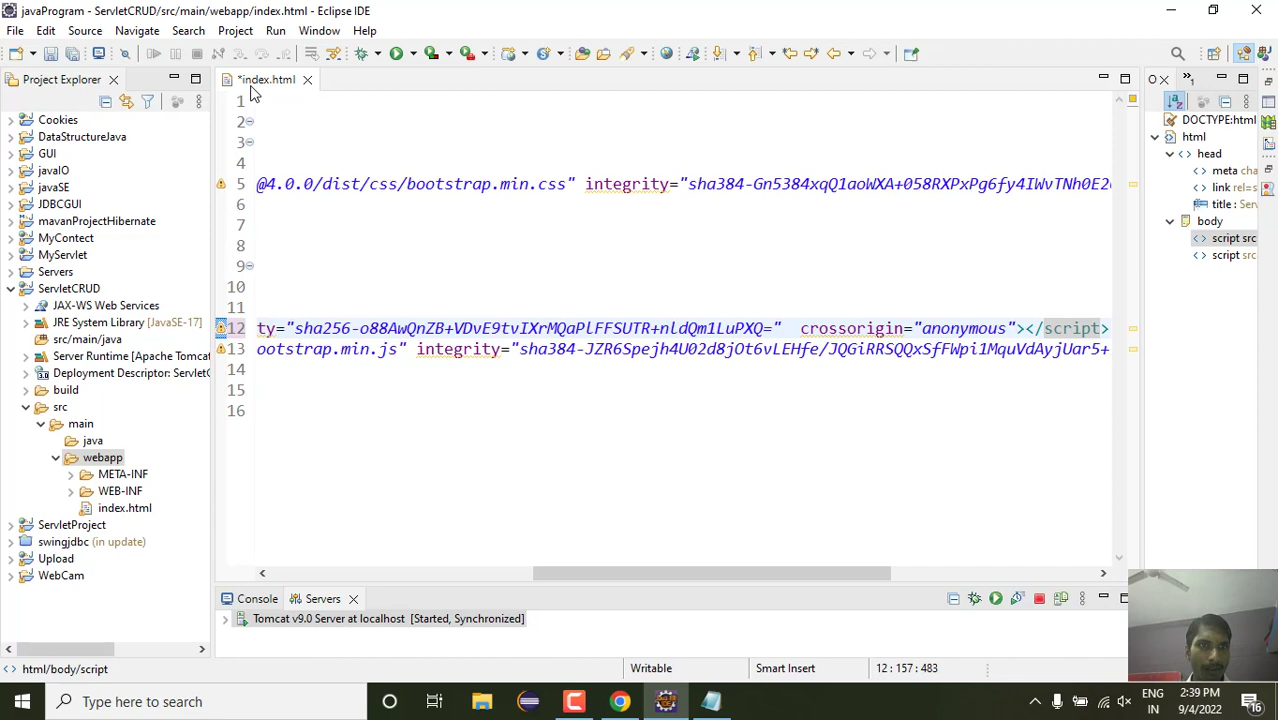 javaProgram - ServletCRUD/src/main/webapp/index.html - Eclipse IDE
File Edit Source Navigate Search Project Run Window Help
Project Explorer
*index.html
Cookies
DataStructureJava
GUI
javaIO
javaSE
JDBCGUI
mavanProjectHibernate
MyContect
MyServlet
Servers
ServletCRUD
JAX-WS Web Services
JRE System Library [JavaSE-17]
src/main/java
Server Runtime [Apache Tomcat
Deployment Descriptor: ServletC
build
src
main
java
webapp
META-INF
WEB-INF
index.html
ServletProject
swingjdbc (in update)
Upload
WebCam
1
2
3
4
5 @4.0.0/dist/css/bootstrap.min.css" integrity="sha384-Gn5384xqQ1aoWXA+058RXPxPg6fy4IWvTNh0E2
6
7
8
9
10
11
12 ty="sha256-o88AwQnZB+VDvE9tvIXrMQaPlFFSUTR+nldQm1LuPXQ=" crossorigin="anonymous"></script>
13 ootstrap.min.js" integrity="sha384-JZR6Spejh4U02d8jOt6vLEHfe/JQGiRRSQQxSfFWpi1MquVdAyjUar5+
14
15
16
O
»1
DOCTYPE:html
html
head
meta cha
link rel=s
title : Serv
body
script src
script src
Console
Servers
Tomcat v9.0 Server at localhost [Started, Synchronized]
html/body/script
Writable
Smart Insert
12 : 157 : 483
Type here to search
ENG
IN
2:39 PM
9/4/2022
16